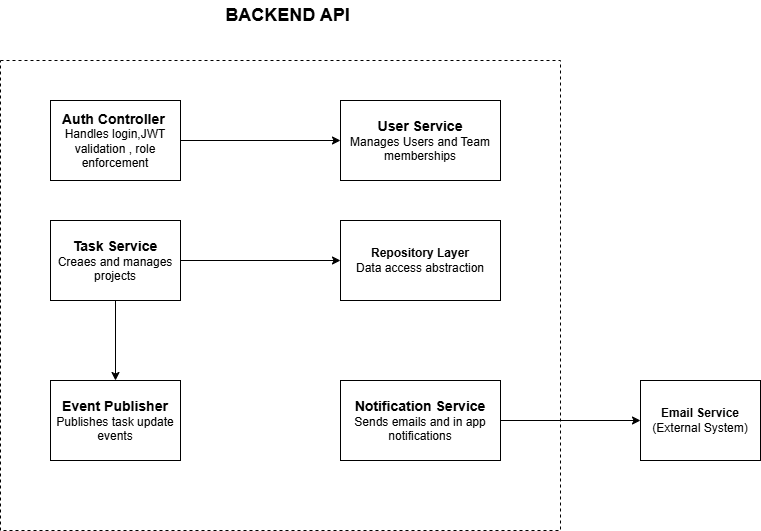 BACKEND API
Auth Controller
Handles login,JWT
validation , role
enforcement
User Service
Manages Users and Team
memberships
Task Service
Creaes and manages
projects
Repository Layer
Data access abstraction
Event Publisher
Publishes task update
events
Notification Service
Sends emails and in app
notifications
Email Service
(External System)